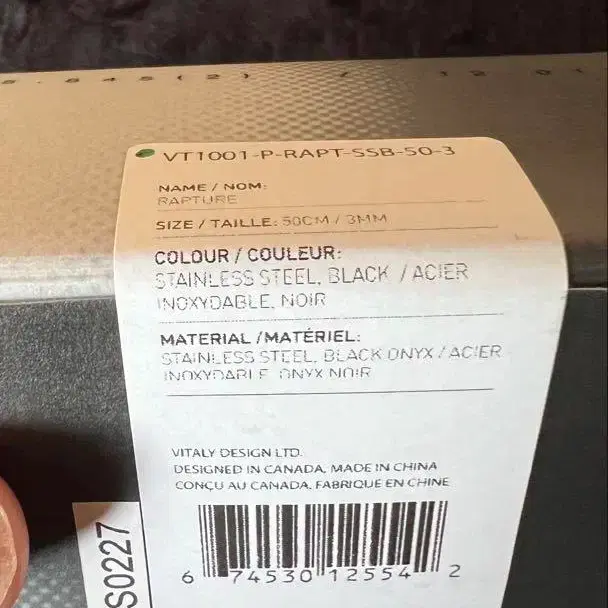 VT1001-P-RAPT-SSB-50-3
NAME / NOM:
RAPTURE
SIZE / TAILLE: 50CM / 3MM
COLOUR / COULEUR:
STAINLESS STEEL, BLACK / ACIER
INOXYDABLE, NOIR
MATERIAL / MATÉRIEL:
STAINLESS STEEL, BLACK ONYX / ACIER
INOXYDABLE, ONYX NOIR
VITALY DESIGN LTD.
DESIGNED IN CANADA, MADE IN CHINA
CONÇU AU CANADA, FABRIQUE EN CHINE
6 74530 12554 2
S0227